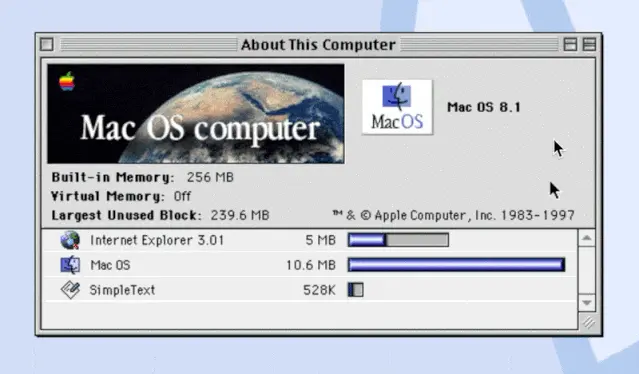 About This Computer
Mac OS computer
MacOS
Mac OS 8.1
Built-in Memory: 256 MB
Virtual Memory: Off
Largest Unused Block: 239.6 MB
™ & © Apple Computer, Inc. 1983-1997
Internet Explorer 3.01 5 MB
Mac OS 10.6 MB
SimpleText 528K